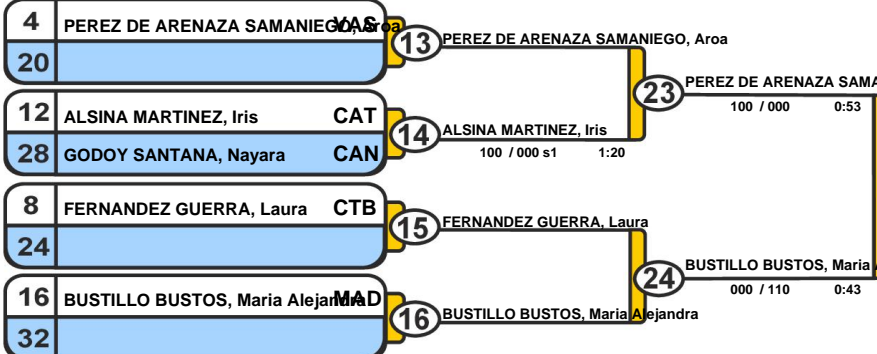 4 PEREZ DE ARENAZA SAMANIEGO, Aroa VAS
20
13 PEREZ DE ARENAZA SAMANIEGO, Aroa
12 ALSINA MARTINEZ, Iris CAT
28 GODOY SANTANA, Nayara CAN
14 ALSINA MARTINEZ, Iris
100 / 000 s1 1:20
23 PEREZ DE ARENAZA SAMA
100 / 000 0:53
8 FERNANDEZ GUERRA, Laura CTB
24
15 FERNANDEZ GUERRA, Laura
16 BUSTILLO BUSTOS, Maria Alejandra MAD
32
16 BUSTILLO BUSTOS, Maria Alejandra
24 BUSTILLO BUSTOS, Maria
000 / 110 0:43